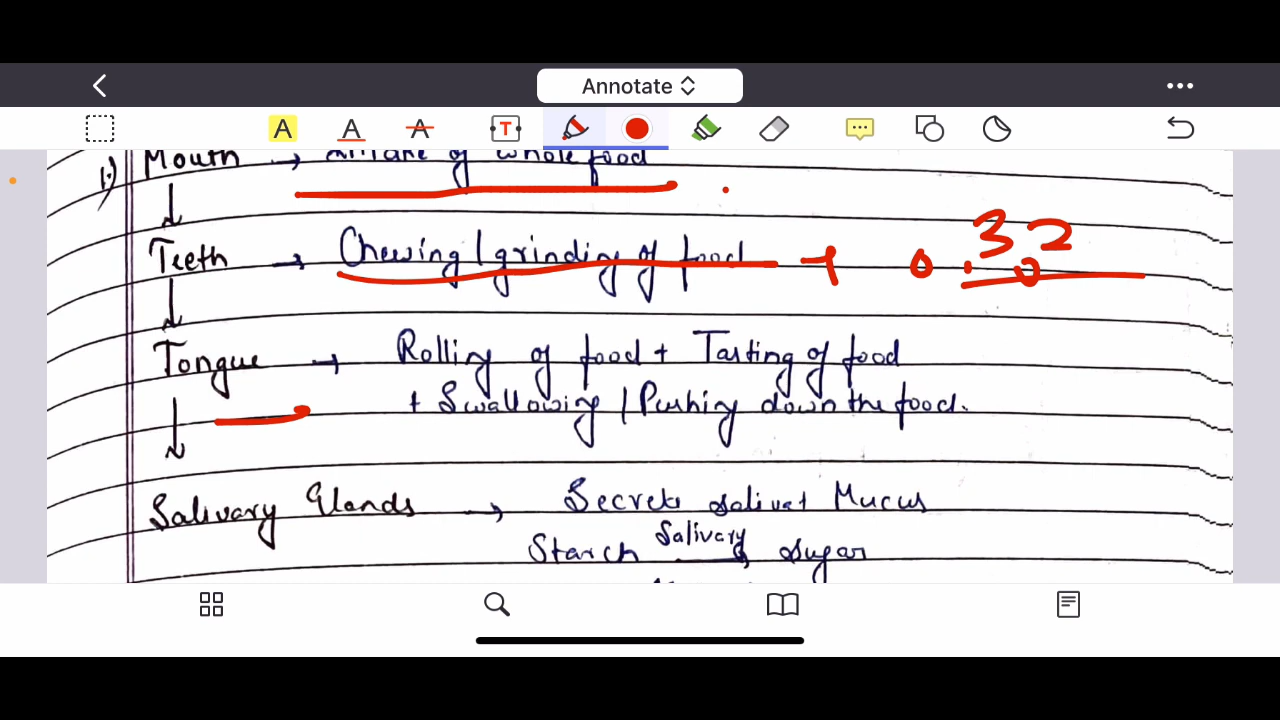 Annotate
A A A T
i) Mouth → Intake of whole food
Teeth → Chewing / grinding of food
32
Tongue → Rolling of food + Tasting of food
+ Swallowing / Pushing down the food.
Salivary Glands → Secrete saliva + Mucus
Starch Salivary → sugar